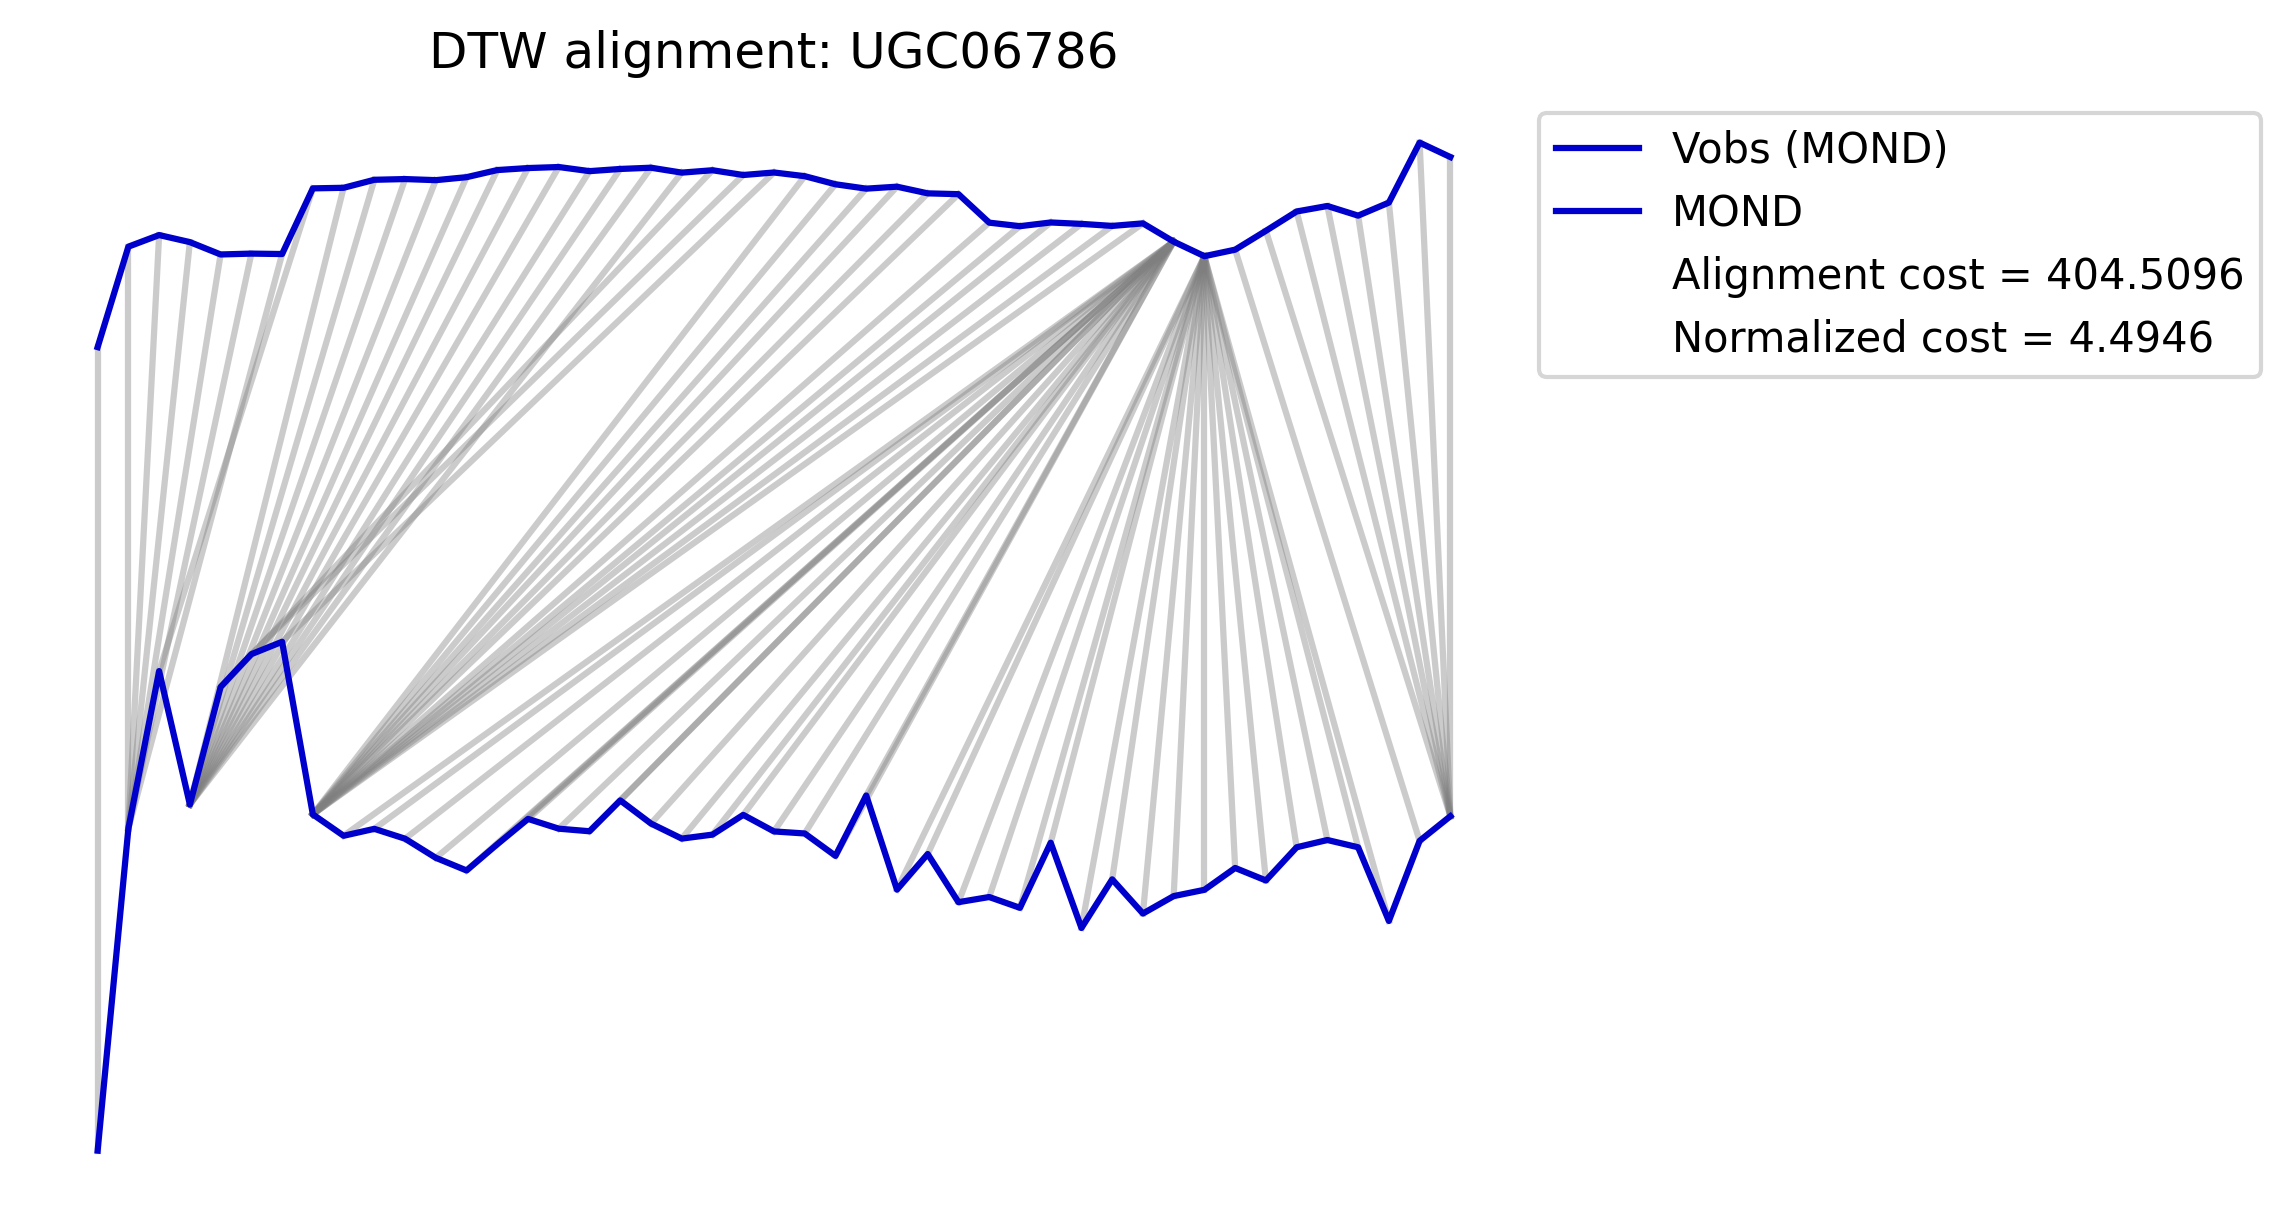 DTW alignment: UGC06786
Vobs (MOND)
MOND
Alignment cost = 404.5096
Normalized cost = 4.4946